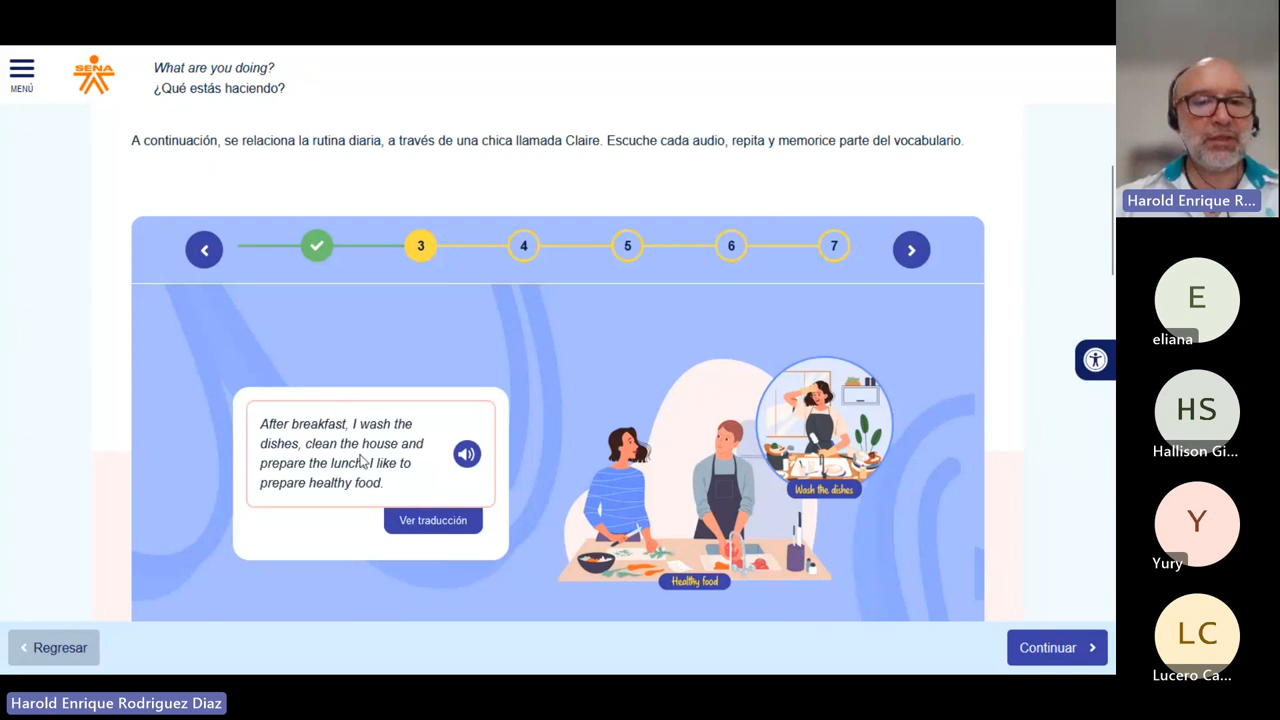 MENÚ
SENA
What are you doing?
¿Qué estás haciendo?
A continuación, se relaciona la rutina diaria, a través de una chica llamada Claire. Escuche cada audio, repita y memorice parte del vocabulario.
3
4
5
6
7
After breakfast, I wash the
dishes, clean the house and
prepare the lunch. I like to
prepare healthy food.
Ver traducción
Wash the dishes
Healthy food
Regresar
Continuar
Harold Enrique Rodriguez Diaz
Harold Enrique R...
E
eliana
HS
Hallison Gi...
Y
Yury
LC
Lucero Ca...